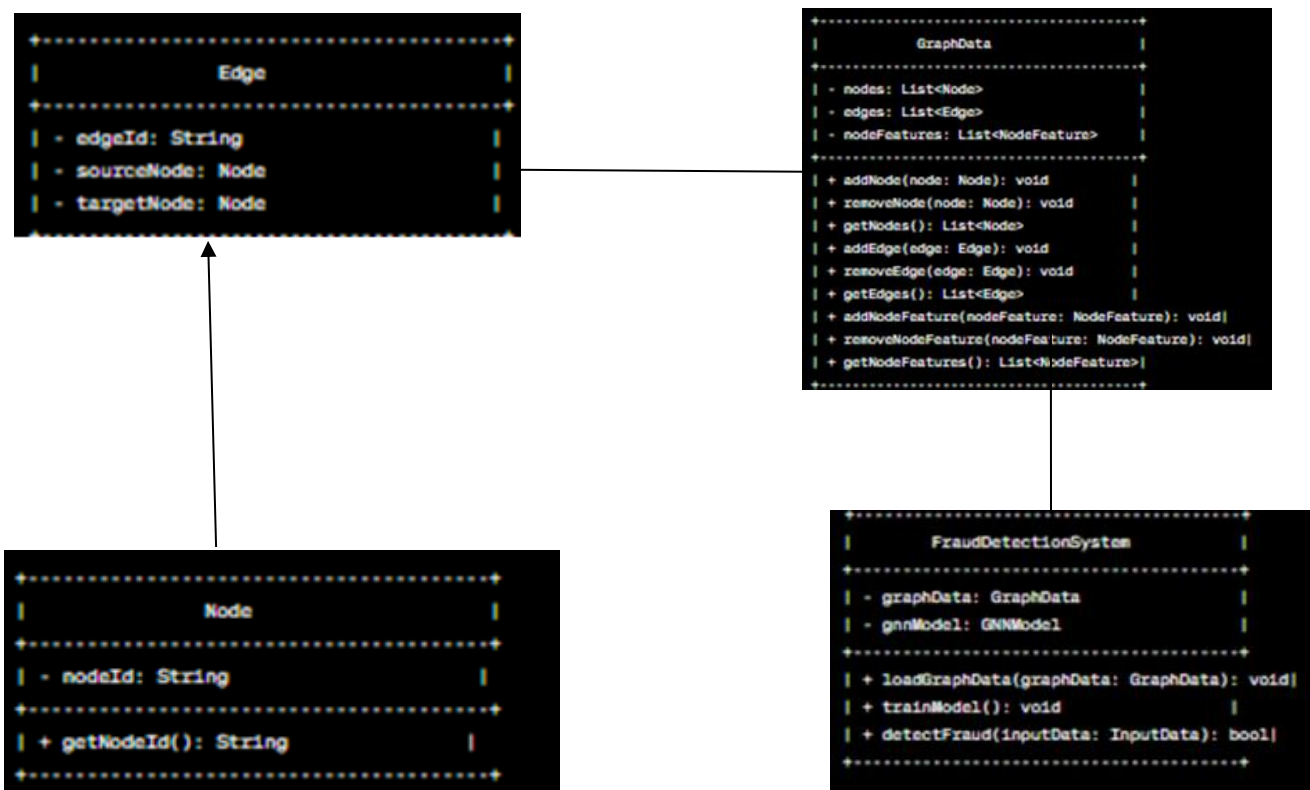 Edge
- edgeId: String
- sourceNode: Node
- targetNode: Node
GraphData
- nodes: List<Node>
- edges: List<Edge>
- nodeFeatures: List<NodeFeature>
+ addNode(node: Node): void
+ removeNode(node: Node): void
+ getNodes(): List<Node>
+ addEdge(edge: Edge): void
+ removeEdge(edge: Edge): void
+ getEdges(): List<Edge>
+ addNodeFeature(nodeFeature: NodeFeature): void
+ removeNodeFeature(nodeFeature: NodeFeature): void
+ getNodeFeatures(): List<NodeFeature>
Node
- nodeId: String
+ getNodeId(): String
FraudDetectionSystem
- graphData: GraphData
- gnnModel: GNNModel
+ loadGraphData(graphData: GraphData): void
+ trainModel(): void
+ detectFraud(inputData: InputData): bool